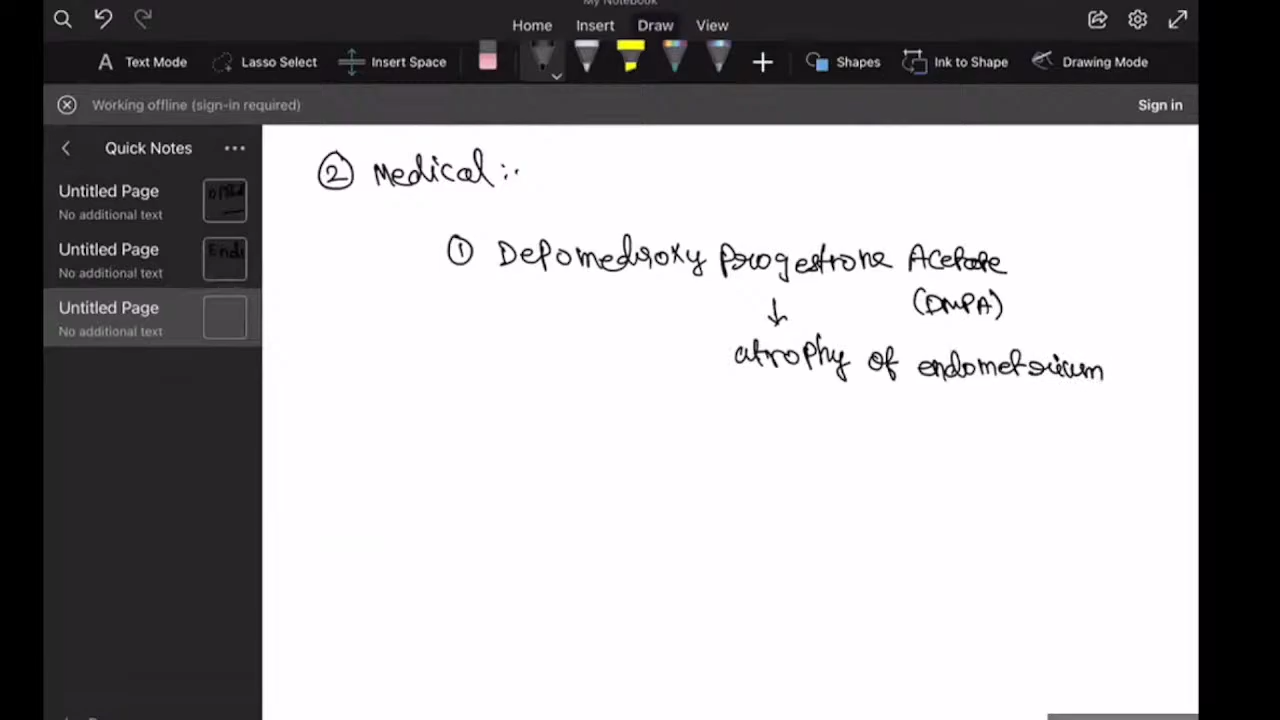 My Notebook
Home Insert Draw View
Text Mode Lasso Select Insert Space Shapes Ink to Shape Drawing Mode
Working offline (sign-in required) Sign in
Quick Notes
Untitled Page
No additional text
Untitled Page
No additional text
Untitled Page
No additional text
② Medical :-
① Depomedroxy progestrone Acetate
(DMPA)
↓
atrophy of endometrium